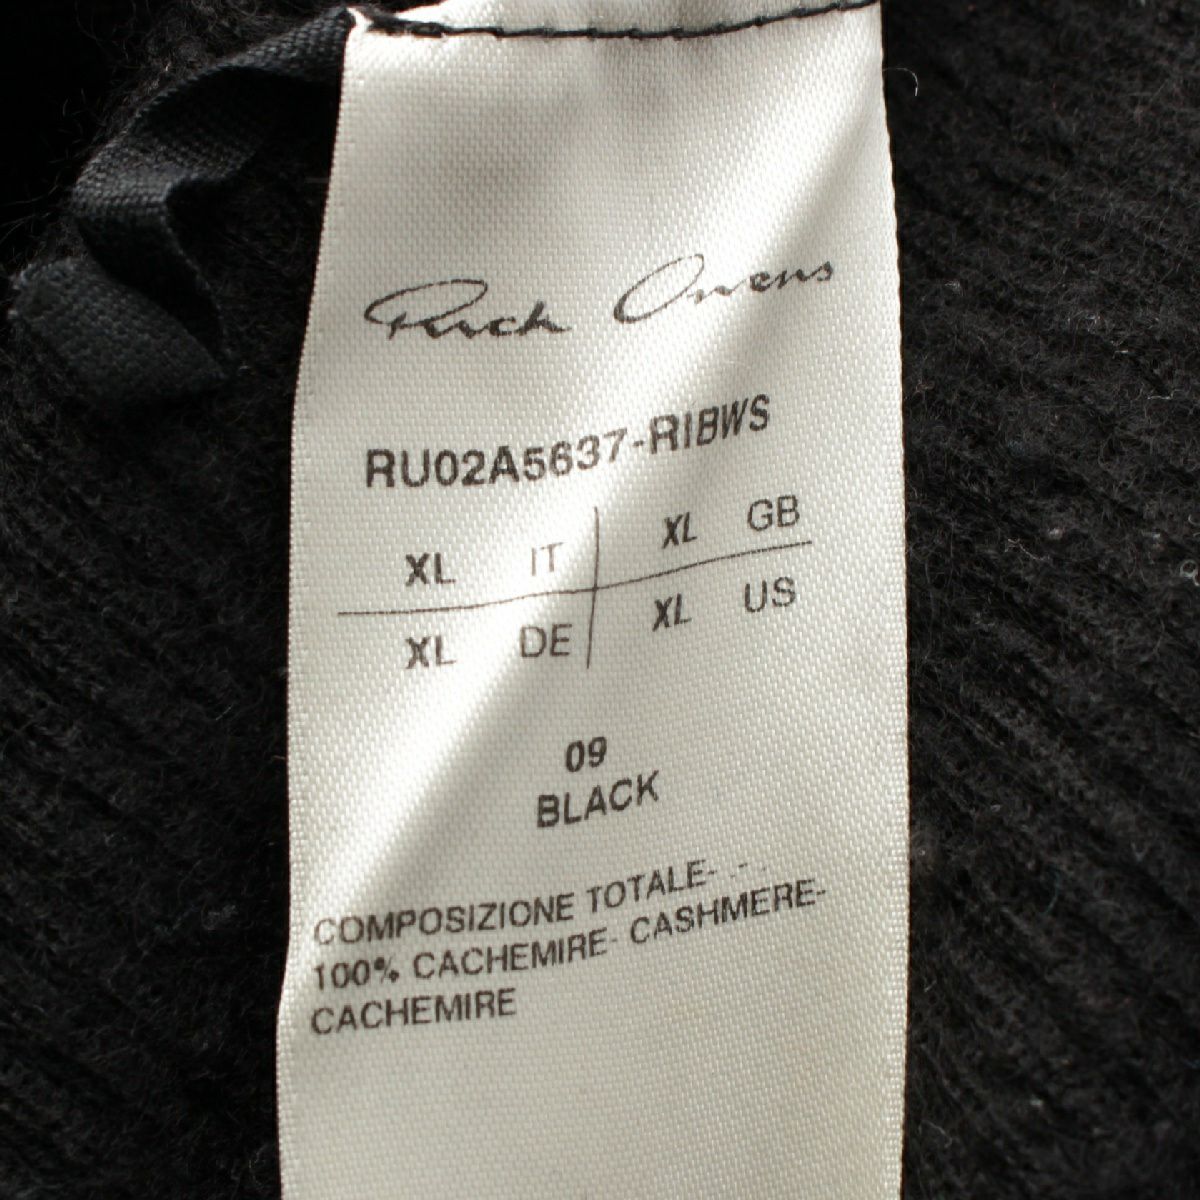 Rick Owens
RU02A5637-RIBWS
XL IT XL GB
XL DE XL US
09
BLACK
COMPOSIZIONE TOTALE- -.
100% CACHEMIRE- CASHMERE-
CACHEMIRE